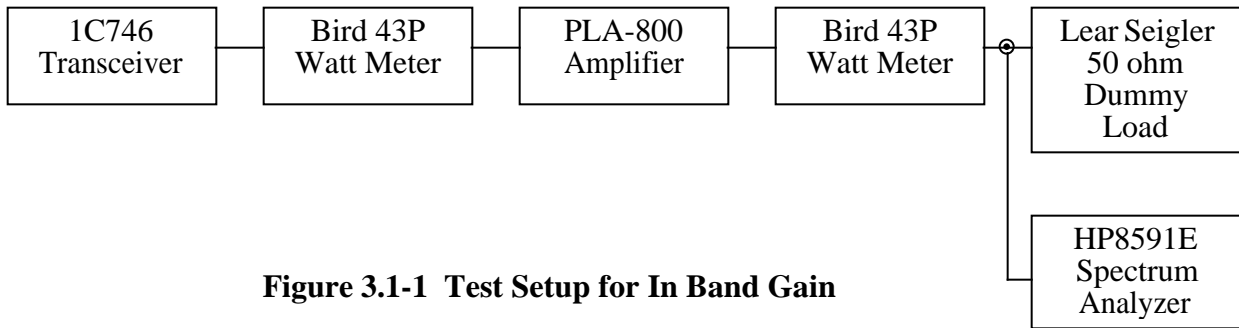 1C746
Transceiver
Bird 43P
Watt Meter
PLA-800
Amplifier
Bird 43P
Watt Meter
Lear Seigler
50 ohm
Dummy
Load
HP8591E
Spectrum
Analyzer
Figure 3.1-1 Test Setup for In Band Gain